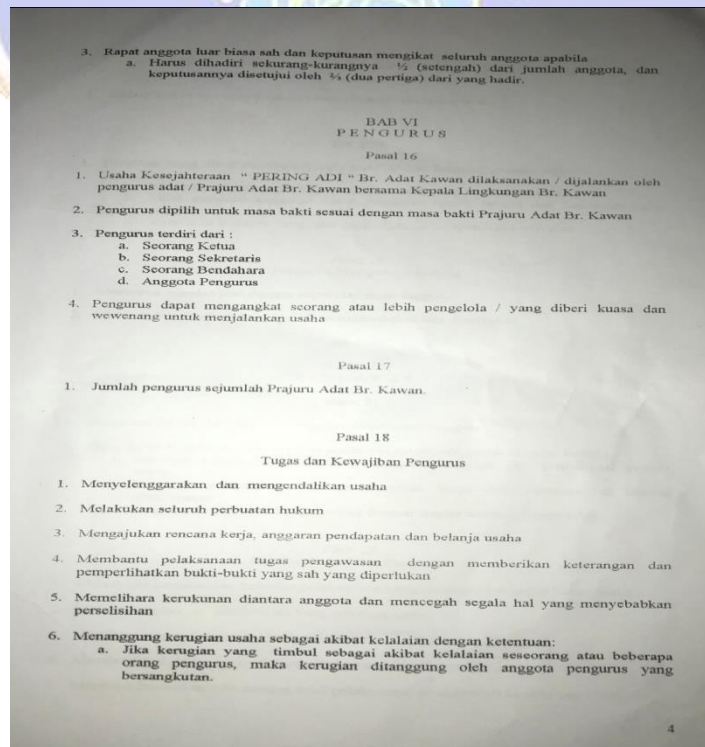 3. Rapat anggota luar biasa sah dan keputusan mengikat seluruh anggota apabila
a. Harus dihadiri sekurang-kurangnya ½ (setengah) dari jumlah anggota, dan
keputusannya disetujui oleh ⅔ (dua pertiga) dari yang hadir.
BAB VI
P E N G U R U S
Pasal 16
1. Usaha Kesejahteraan “ PERING ADI “ Br. Adat Kawan dilaksanakan / dijalankan oleh
pengurus adat / Prajuru Adat Br. Kawan bersama Kepala Lingkungan Br. Kawan
2. Pengurus dipilih untuk masa bakti sesuai dengan masa bakti Prajuru Adat Br. Kawan
3. Pengurus terdiri dari :
a. Seorang Ketua
b. Seorang Sekretaris
c. Seorang Bendahara
d. Anggota Pengurus
4. Pengurus dapat mengangkat seorang atau lebih pengelola / yang diberi kuasa dan
wewenang untuk menjalankan usaha
Pasal 17
1. Jumlah pengurus sejumlah Prajuru Adat Br. Kawan.
Pasal 18
Tugas dan Kewajiban Pengurus
1. Menyelenggarakan dan mengendalikan usaha
2. Melakukan seluruh perbuatan hukum
3. Mengajukan rencana kerja, anggaran pendapatan dan belanja usaha
4. Membantu pelaksanaan tugas pengawasan dengan memberikan keterangan dan
pemperlihatkan bukti-bukti yang sah yang diperlukan
5. Memelihara kerukunan diantara anggota dan mencegah segala hal yang menyebabkan
perselisihan
6. Menanggung kerugian usaha sebagai akibat kelalaian dengan ketentuan:
a. Jika kerugian yang timbul sebagai akibat kelalaian seseorang atau beberapa
orang pengurus, maka kerugian ditanggung oleh anggota pengurus yang
bersangkutan.
4